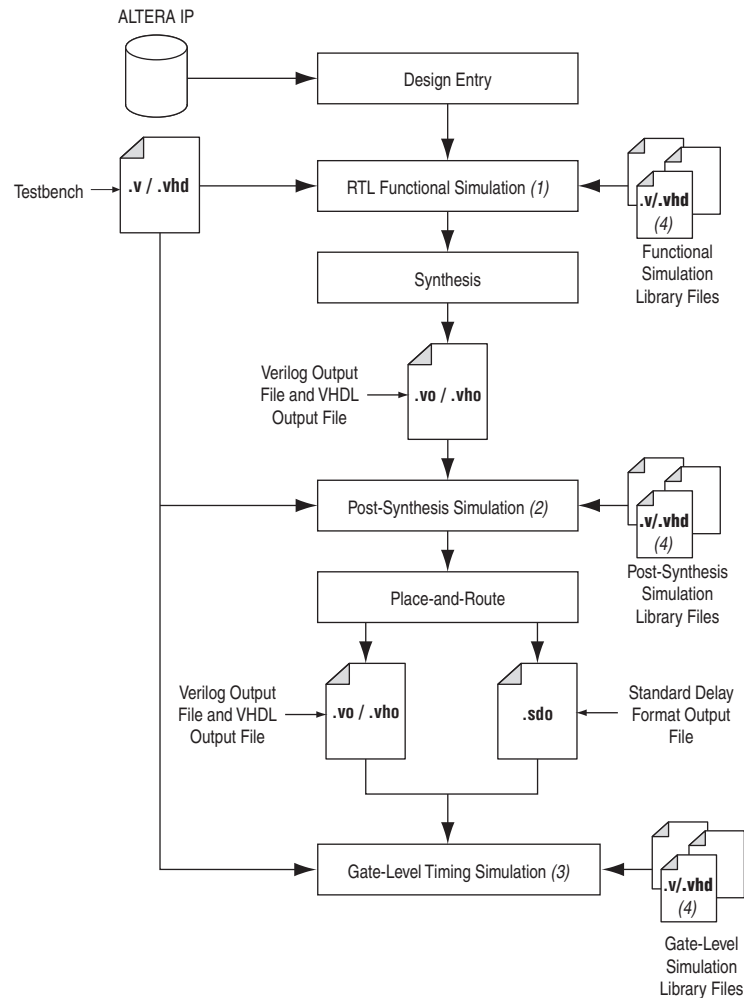 ALTERA IP
Design Entry
Testbench
.v / .vhd
RTL Functional Simulation (1)
.v/.vhd
(4)
Functional
Simulation
Library Files
Synthesis
Verilog Output
File and VHDL
Output File
.vo / .vho
Post-Synthesis Simulation (2)
.v/.vhd
(4)
Post-Synthesis
Simulation
Library Files
Place-and-Route
Verilog Output
File and VHDL
Output File
.vo / .vho
.sdo
Standard Delay
Format Output
File
Gate-Level Timing Simulation (3)
.v/.vhd
(4)
Gate-Level
Simulation
Library Files